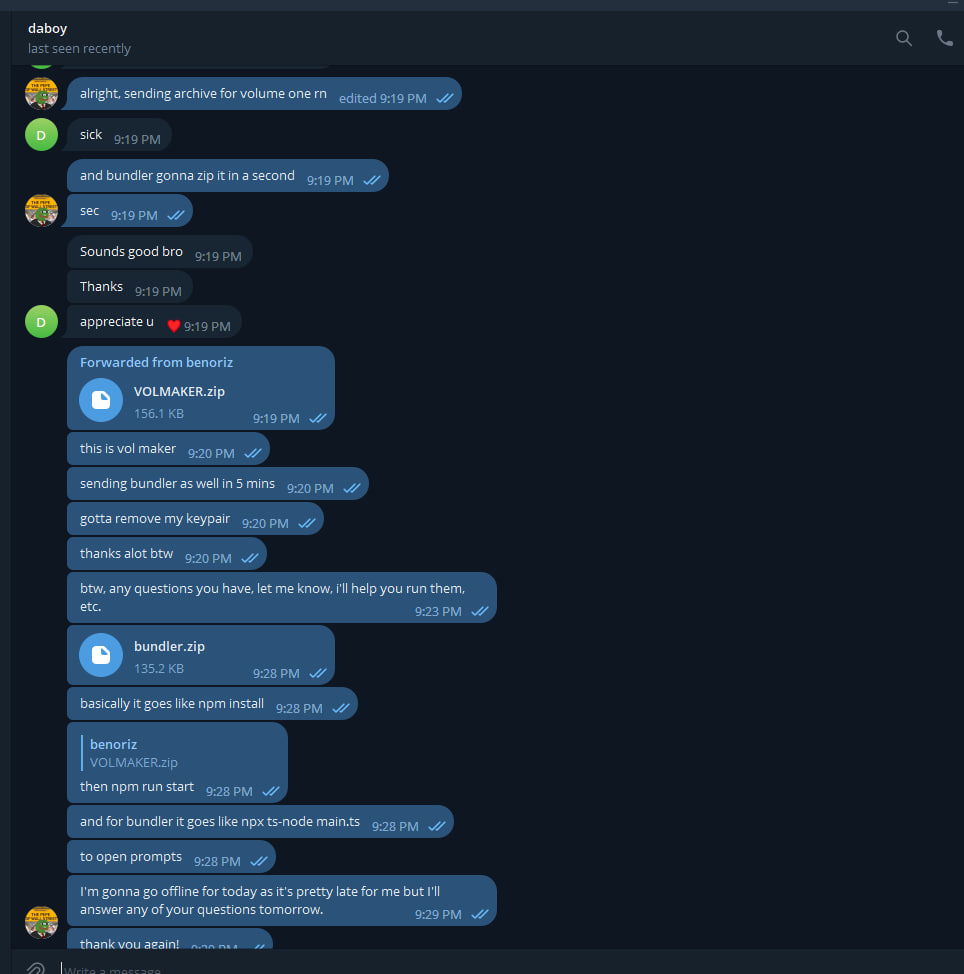 daboy
last seen recently
alright, sending archive for volume one rn edited 9:19 PM
D
sick 9:19 PM
and bundler gonna zip it in a second 9:19 PM
sec 9:19 PM
Sounds good bro 9:19 PM
Thanks 9:19 PM
D
appreciate u ❤ 9:19 PM
Forwarded from benoriz
VOLMAKER.zip
156.1 KB 9:19 PM
this is vol maker 9:20 PM
sending bundler as well in 5 mins 9:20 PM
gotta remove my keypair 9:20 PM
thanks alot btw 9:20 PM
btw, any questions you have, let me know, i'll help you run them,
etc. 9:23 PM
bundler.zip
135.2 KB 9:28 PM
basically it goes like npm install 9:28 PM
benoriz
VOLMAKER.zip
then npm run start 9:28 PM
and for bundler it goes like npx ts-node main.ts 9:28 PM
to open prompts 9:28 PM
I'm gonna go offline for today as it's pretty late for me but I'll
answer any of your questions tomorrow. 9:29 PM
thank you again!
Write a message